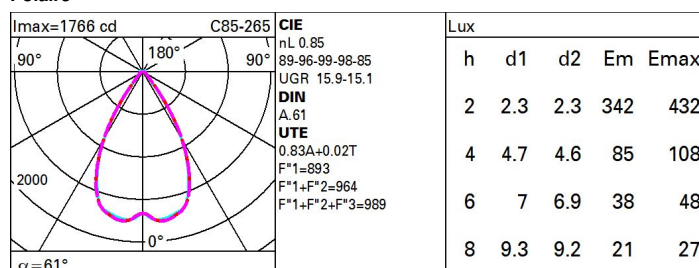 Imax=1766 cd C85-265
90° 180° 90°
2000
0°
α=61°
CIE
nL 0.85
89-96-99-98-85
UGR 15.9-15.1
DIN
A.61
UTE
0.83A+0.02T
F"1=893
F"1+F"2=964
F"1+F"2+F"3=989
Lux
h d1 d2 Em Emax
2 2.3 2.3 342 432
4 4.7 4.6 85 108
6 7 6.9 38 48
8 9.3 9.2 21 27